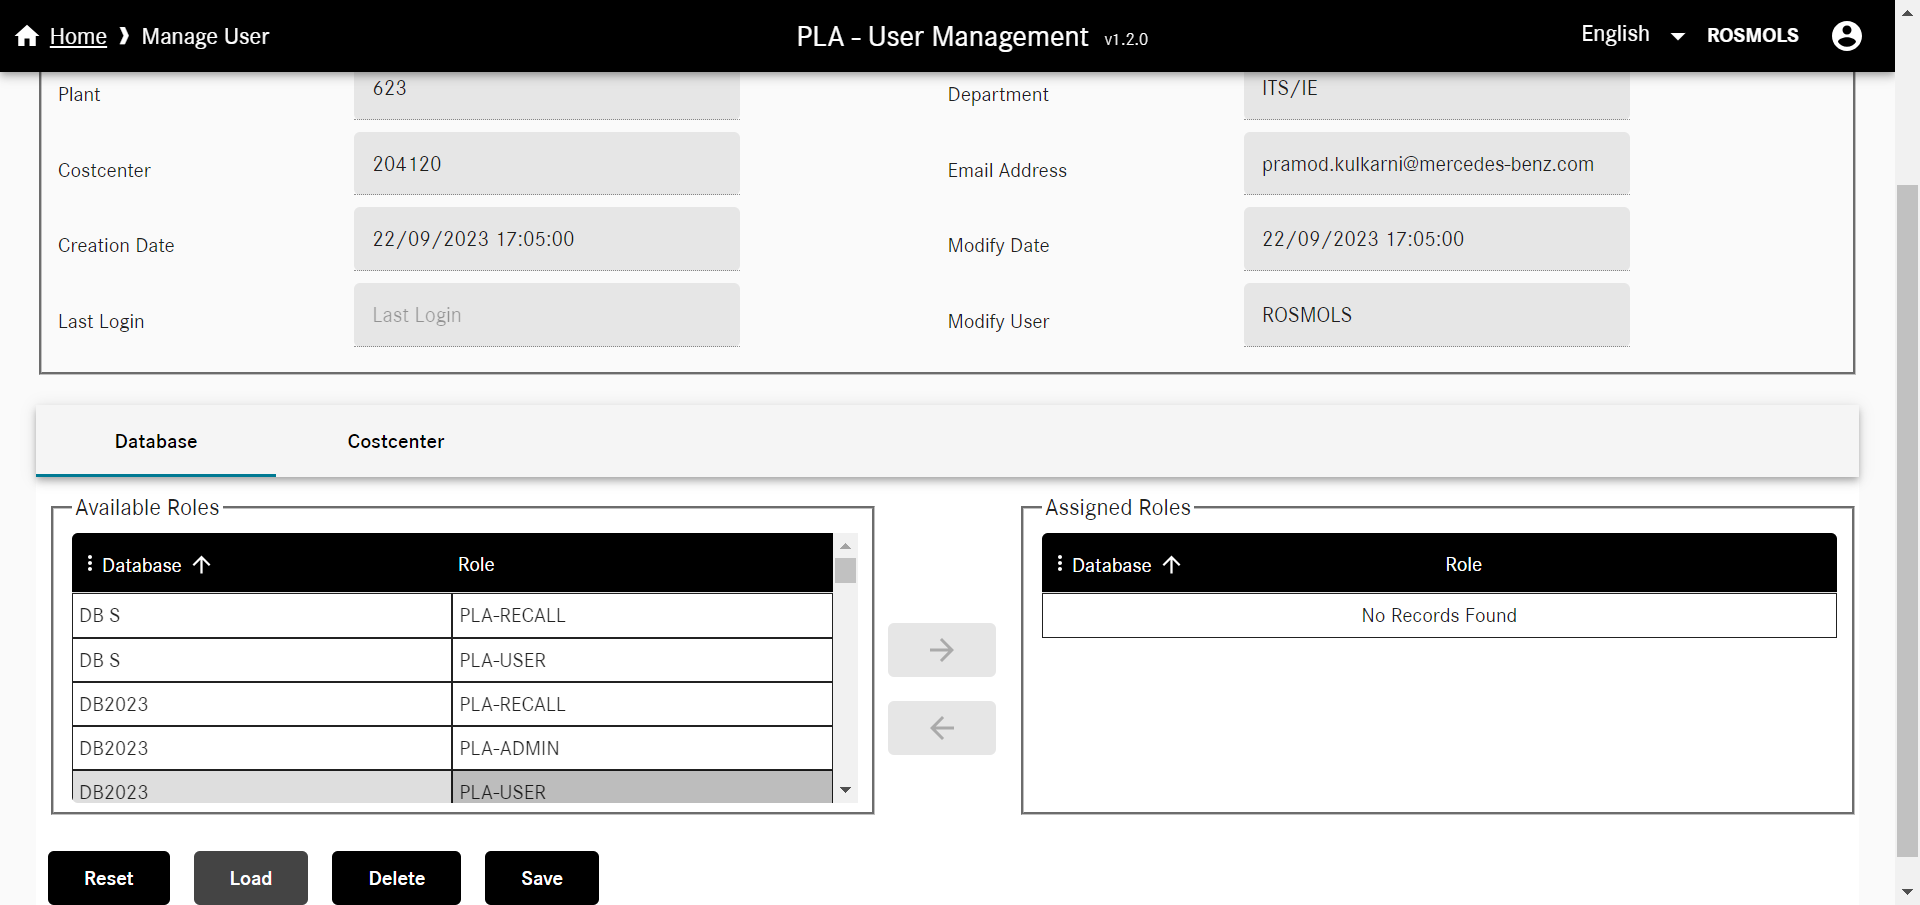 Home ❯ Manage User
PLA - User Management v1.2.0
English ROSMOLS
Plant 623 Department ITS/IE
Costcenter 204120 Email Address pramod.kulkarni@mercedes-benz.com
Creation Date 22/09/2023 17:05:00 Modify Date 22/09/2023 17:05:00
Last Login Last Login Modify User ROSMOLS
Database Costcenter
Available Roles
Database Role
DB S PLA-RECALL
DB S PLA-USER
DB2023 PLA-RECALL
DB2023 PLA-ADMIN
DB2023 PLA-USER
Assigned Roles
Database Role
No Records Found
Reset Load Delete Save